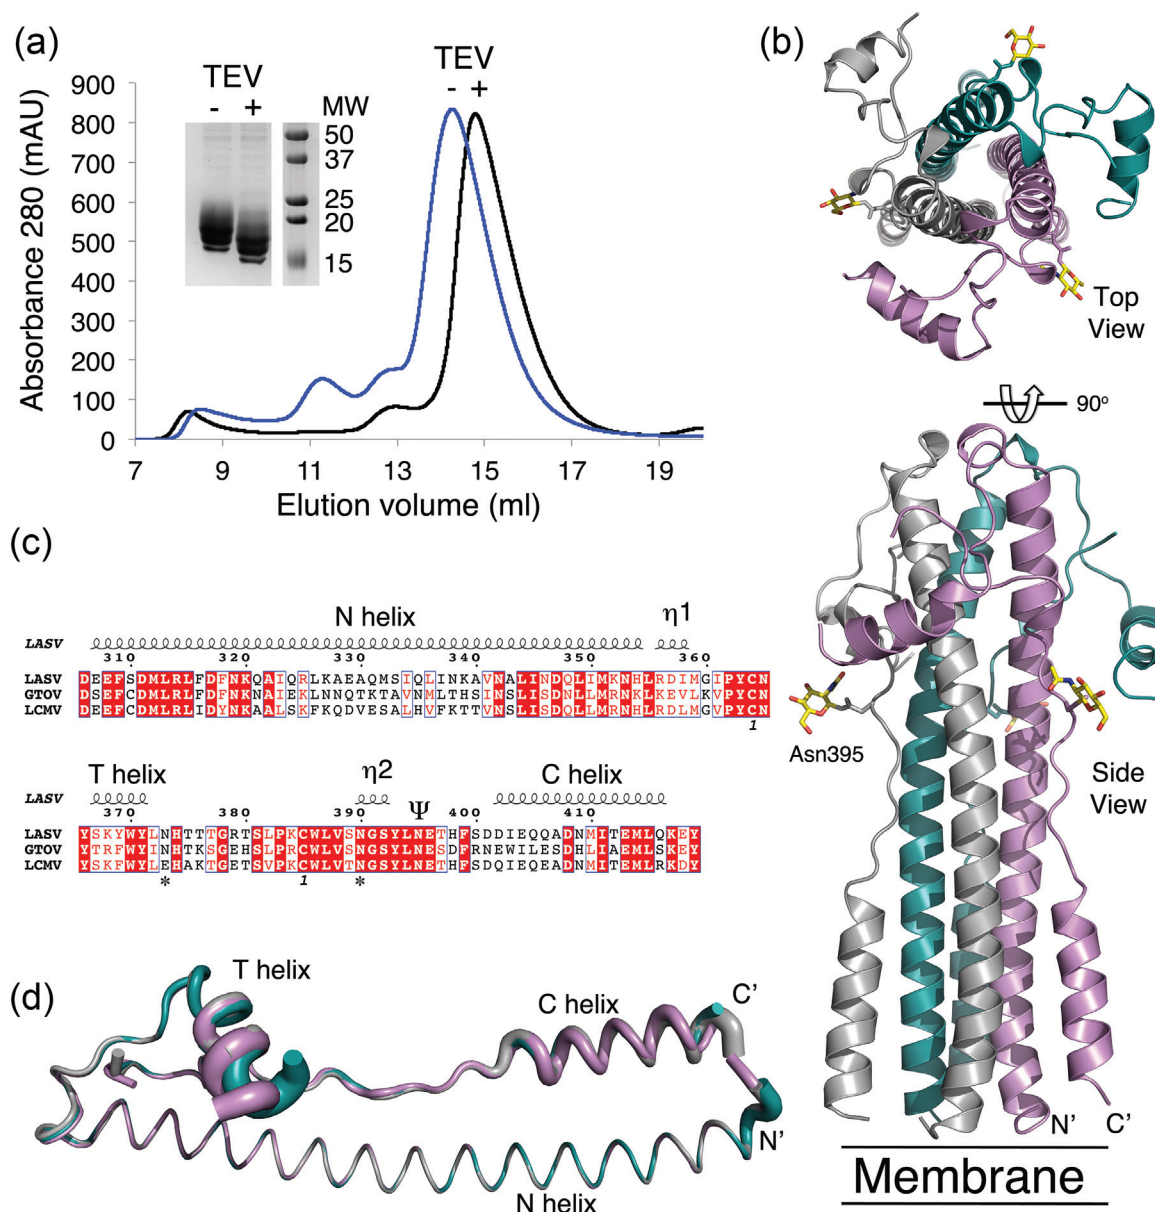 (a)
TEV
- +
MW
50
37
25
20
15
TEV
- +
Absorbance 280 (mAU)
900
800
700
600
500
400
300
200
100
0
7 9 11 13 15 17 19
Elution volume (ml)
(b)
Top
View
90º
Asn395
Side
View
N' C'
Membrane
(c)
N helix η1
LASV
310 320 330 340 350 360
LASV DEEFSDMLRLFDFNKQAIQRLKAEAQMSIQLINKAVNALINDQLIMKNHLRDIMGIPYCN
GTOV DEEFCDMLRLFDFNKNAIEKLNNQTKTAVNMLTHSINSLISDNLLMRNKLKEVLKVPYCN
LCMV DEEFCDMLRLIDYNKAALSKFKQDVESALHVFKTTVNSLISDQLLMRNHLRDLMGVPYCN
1
T helix η2 Ψ C helix
LASV
370 380 390 400 410
LASV YSKYWYLNHTTTGRTSLPKCWLVSNGSYLNETHFSDDIEQQADNMITEMLQKEY
GTOV YTRFWYINHTKSGEHSLPRCWLVSNGSYLNESDFRNEWILESDHLIAEMLSKEY
LCMV YSKFWYLEHAKTGETSLPKCWLVTNGSYLNETHFSDQIEQEADNMITEMLRKDY
* 1 *
(d)
T helix
C helix
C'
N'
N helix